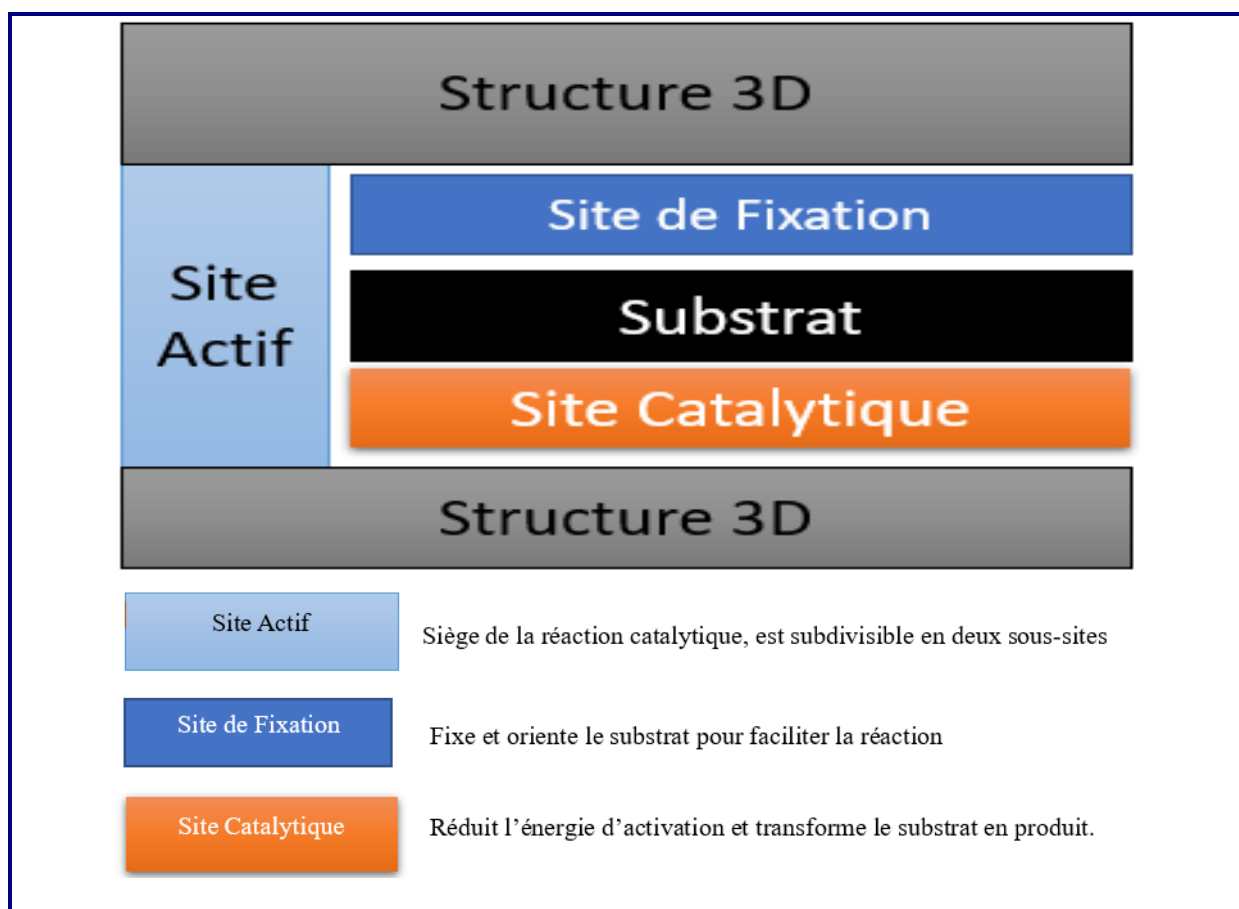 Structure 3D
Site de Fixation
Site
Actif
Substrat
Site Catalytique
Structure 3D
Site Actif
Siège de la réaction catalytique, est subdivisible en deux sous-sites
Site de Fixation
Fixe et oriente le substrat pour faciliter la réaction
Site Catalytique
Réduit l’énergie d’activation et transforme le substrat en produit.